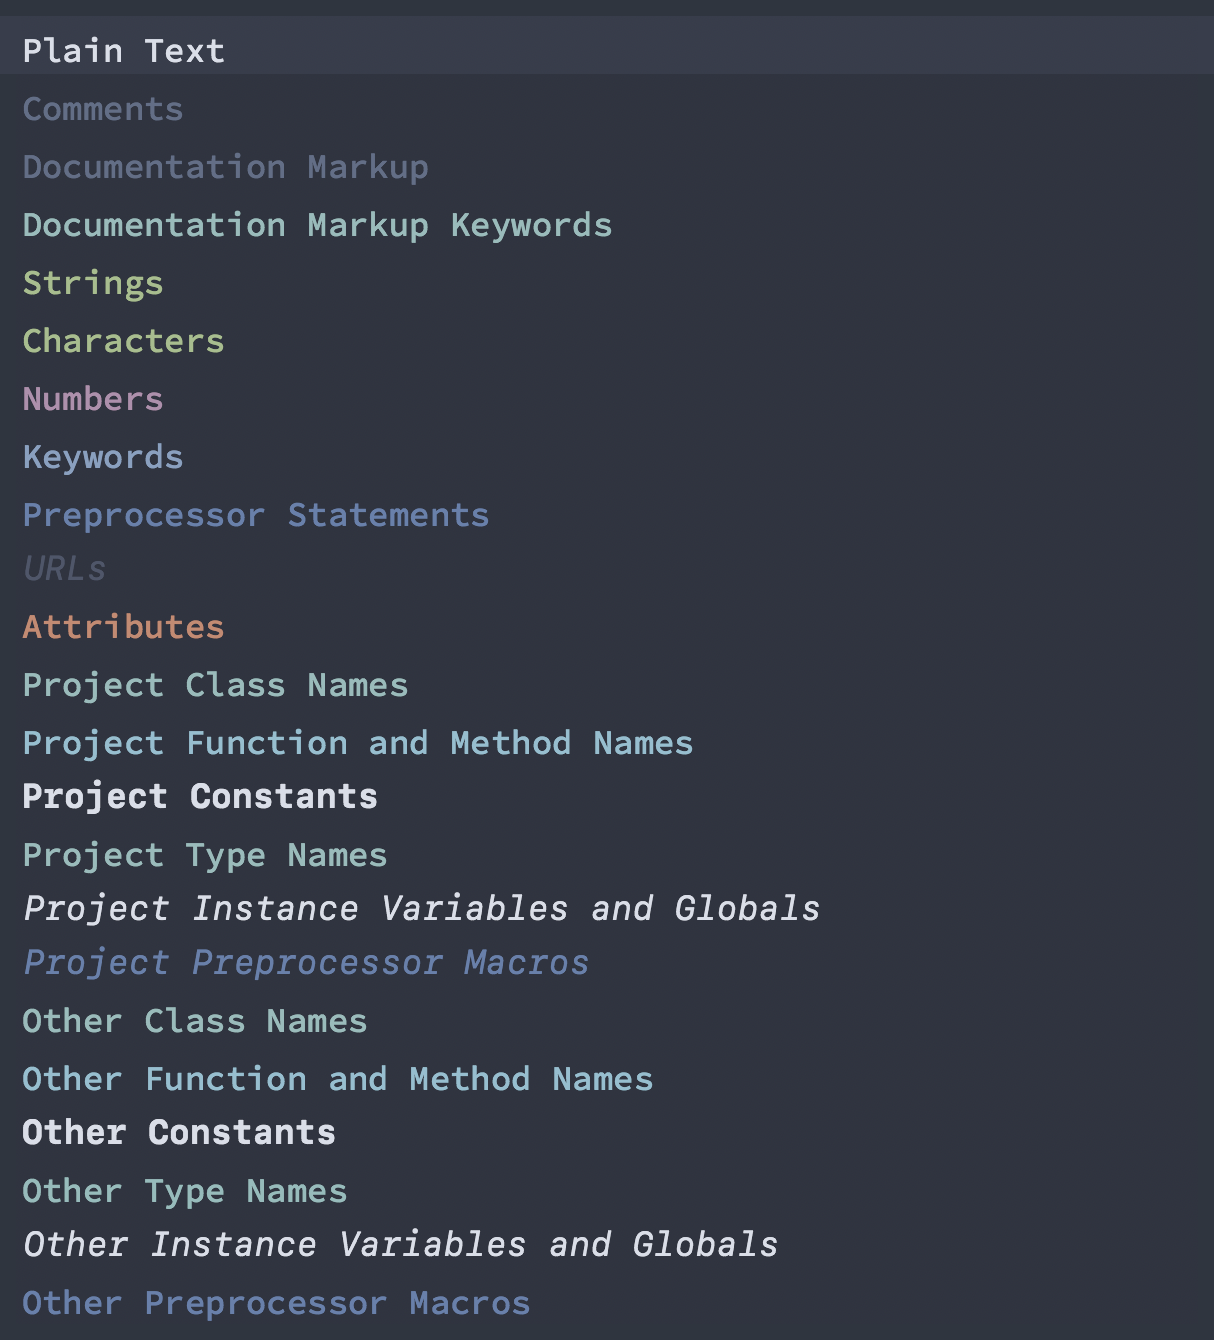 Plain Text
Comments
Documentation Markup
Documentation Markup Keywords
Strings
Characters
Numbers
Keywords
Preprocessor Statements
URLs
Attributes
Project Class Names
Project Function and Method Names
Project Constants
Project Type Names
Project Instance Variables and Globals
Project Preprocessor Macros
Other Class Names
Other Function and Method Names
Other Constants
Other Type Names
Other Instance Variables and Globals
Other Preprocessor Macros